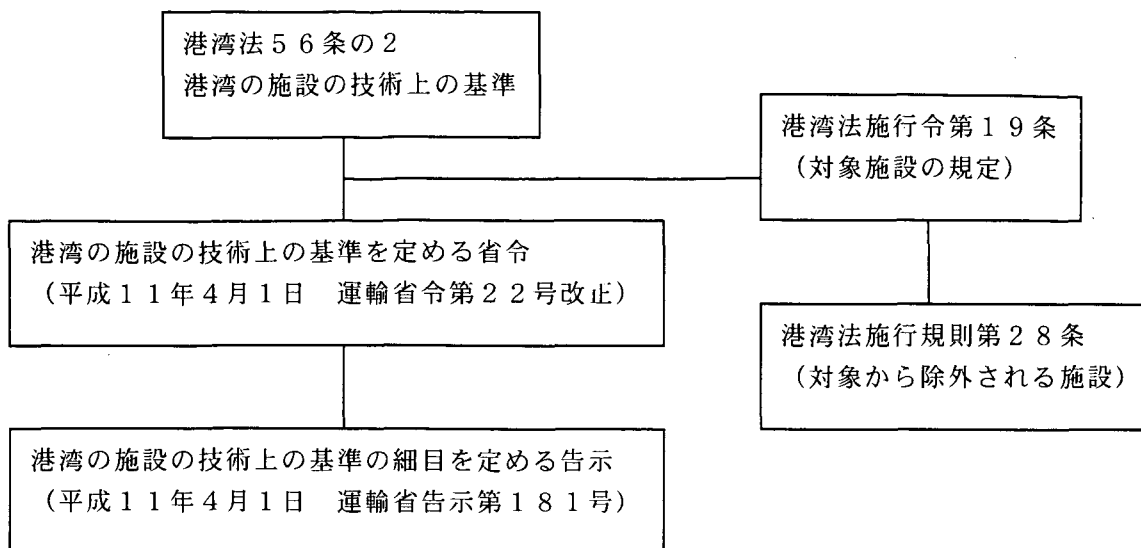 港湾法５６条の２
港湾の施設の技術上の基準
港湾法施行令第１９条
（対象施設の規定）
港湾の施設の技術上の基準を定める省令
（平成１１年４月１日　運輸省令第２２号改正）
港湾法施行規則第２８条
（対象から除外される施設）
港湾の施設の技術上の基準の細目を定める告示
（平成１１年４月１日　運輸省告示第１８１号）